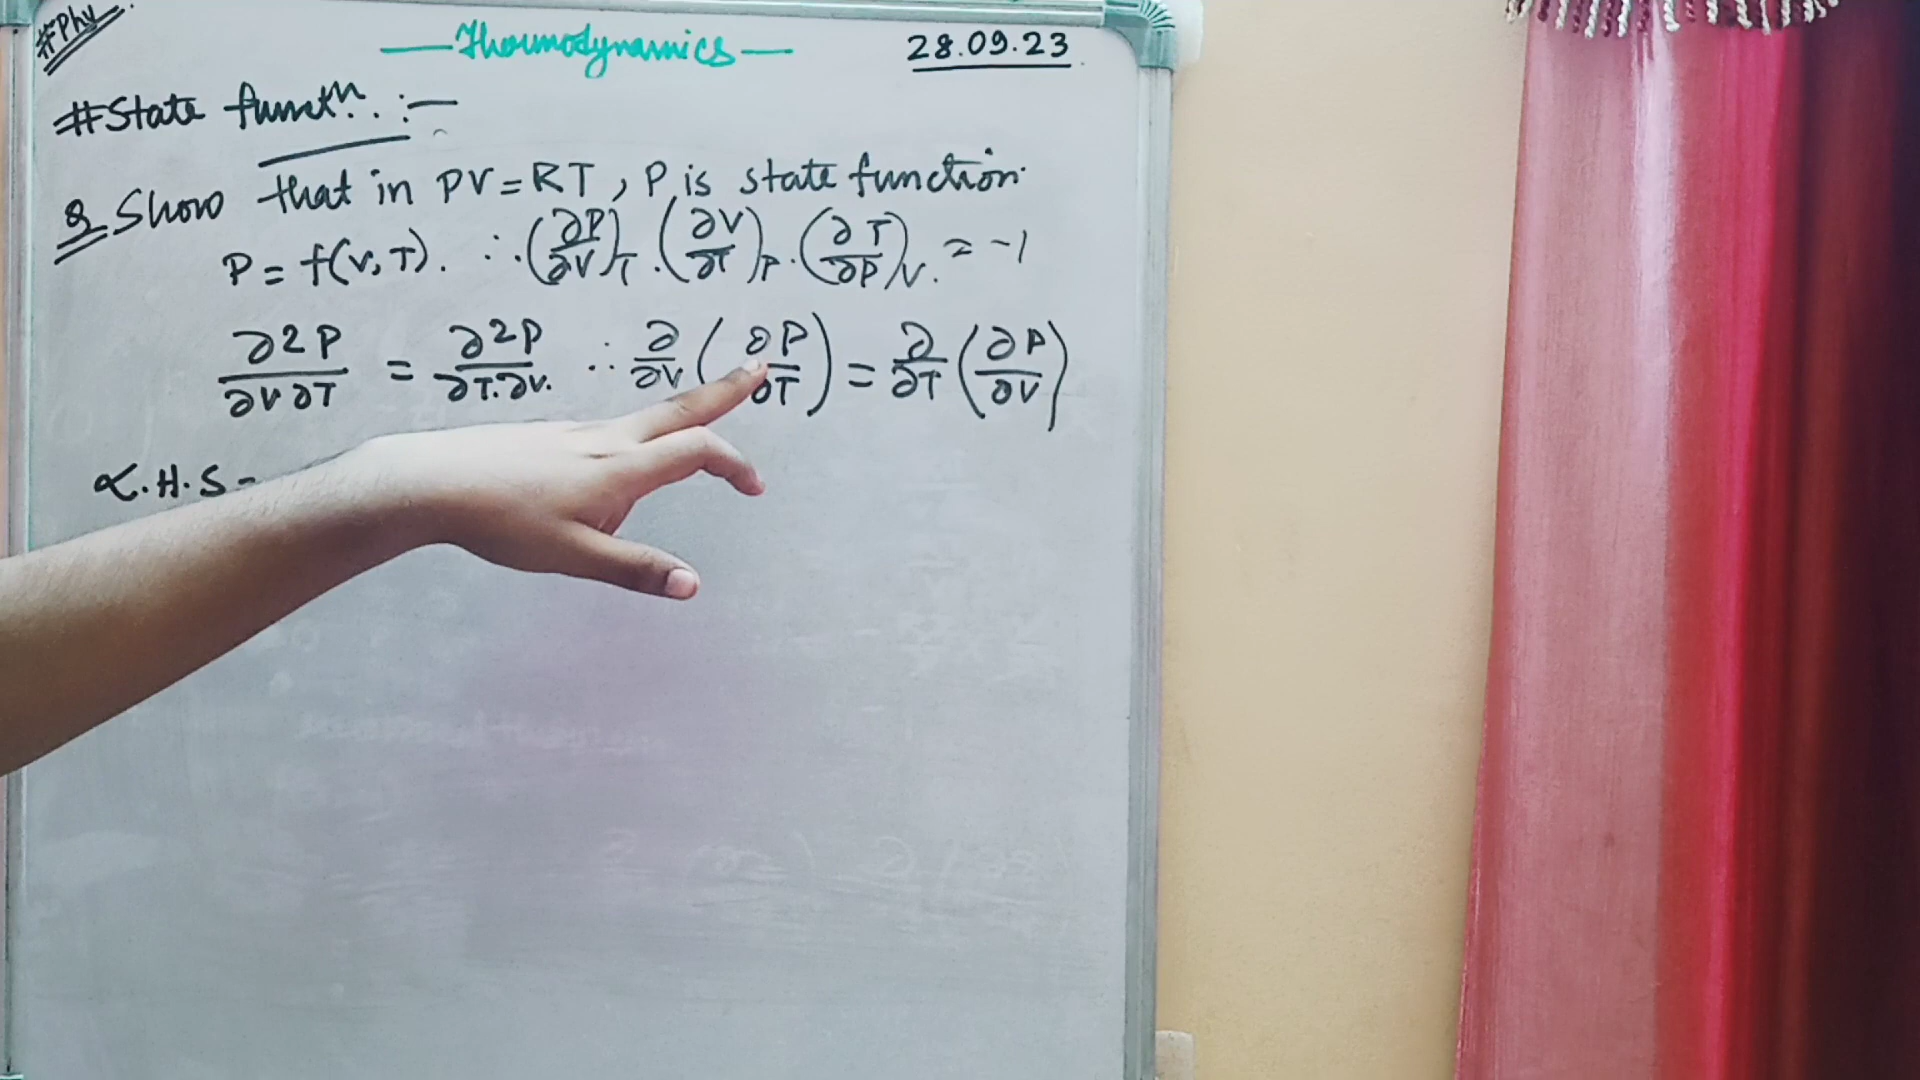 #Phy
Thermodynamics
28.09.23
#State functn. :-
Q Show that in PV=RT, P is state function.
P = f(V, T). ∴ (∂P/∂V)T . (∂V/∂T)P . (∂T/∂P)V. = -1
∂2P/∂V∂T = ∂2P/∂T.∂V. ∴ ∂/∂V (∂P/∂T) = ∂/∂T (∂P/∂V)
L.H.S-